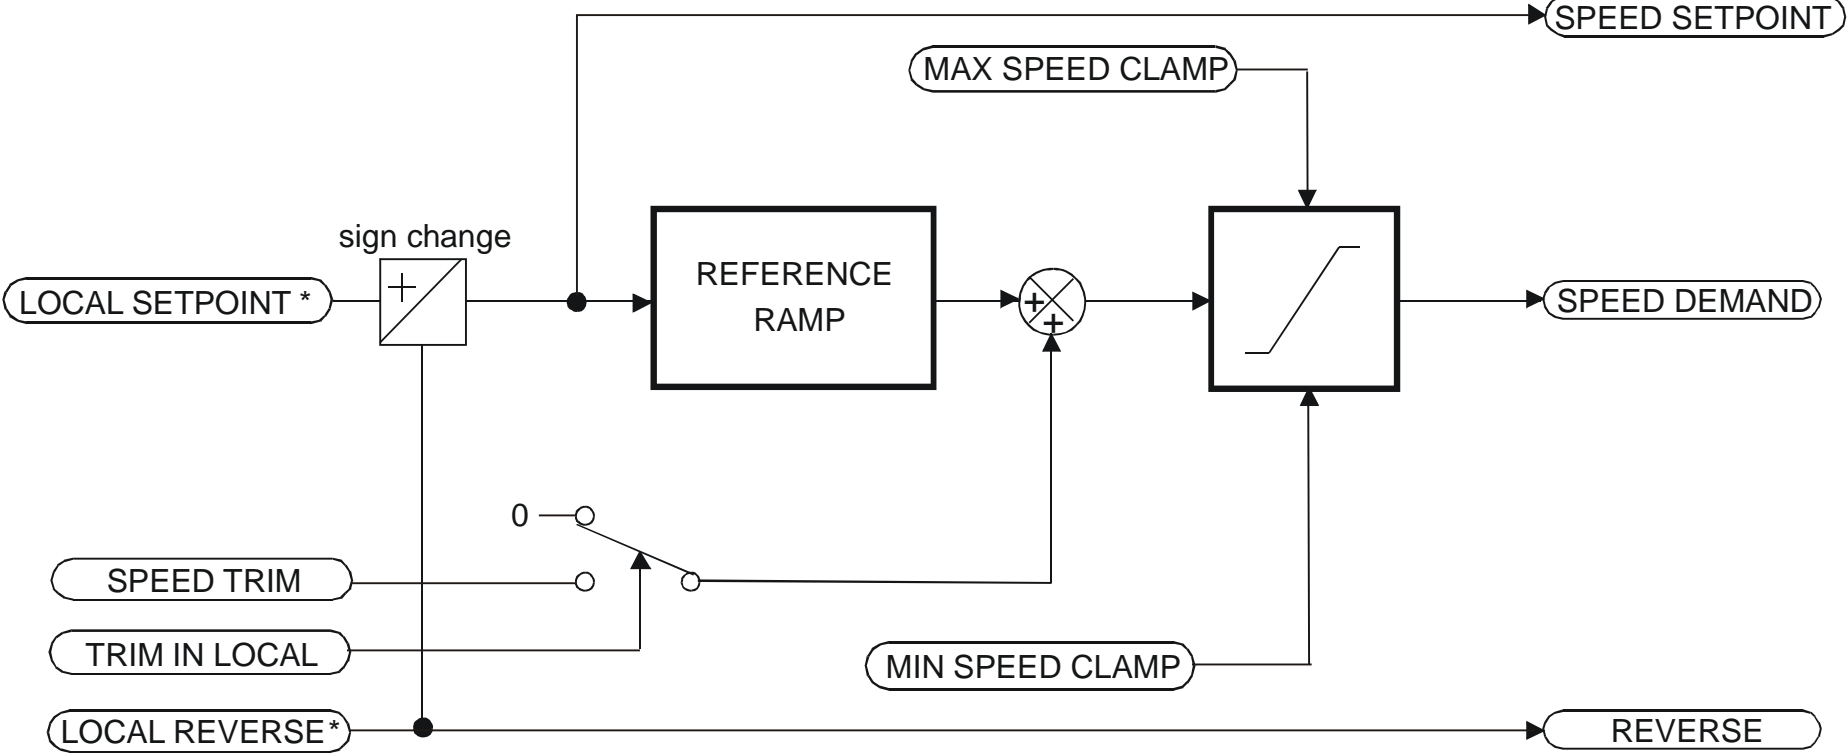 SPEED SETPOINT
MAX SPEED CLAMP
sign change
LOCAL SETPOINT *
+
REFERENCE
RAMP
+
+
SPEED DEMAND
0
SPEED TRIM
TRIM IN LOCAL
MIN SPEED CLAMP
LOCAL REVERSE*
REVERSE